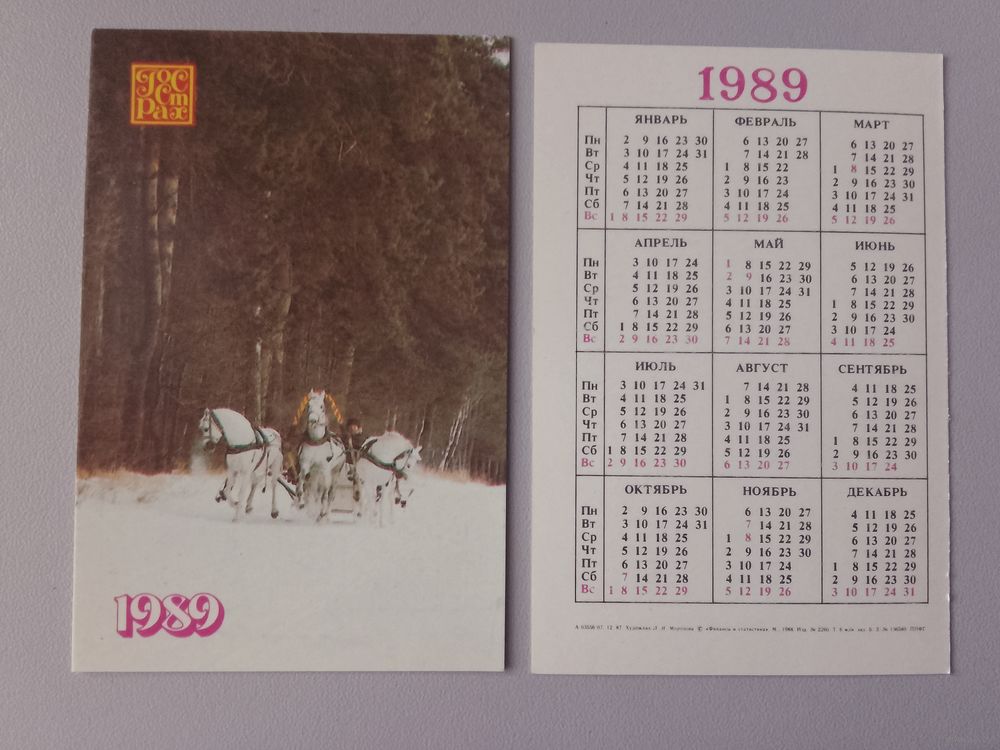 Гос
Ст
Рах
1989
1989
ЯНВАРЬ ФЕВРАЛЬ МАРТ
Пн 2 9 16 23 30 6 13 20 27 6 13 20 27
Вт 3 10 17 24 31 7 14 21 28 7 14 21 28
Ср 4 11 18 25 1 8 15 22 1 8 15 22 29
Чт 5 12 19 26 2 9 16 23 2 9 16 23 30
Пт 6 13 20 27 3 10 17 24 3 10 17 24 31
Сб 7 14 21 28 4 11 18 25 4 11 18 25
Вс 1 8 15 22 29 5 12 19 26 5 12 19 26
АПРЕЛЬ МАЙ ИЮНЬ
Пн 3 10 17 24 1 8 15 22 29 5 12 19 26
Вт 4 11 18 25 2 9 16 23 30 6 13 20 27
Ср 5 12 19 26 3 10 17 24 31 7 14 21 28
Чт 6 13 20 27 4 11 18 25 1 8 15 22 29
Пт 7 14 21 28 5 12 19 26 2 9 16 23 30
Сб 1 8 15 22 29 6 13 20 27 3 10 17 24
Вс 2 9 16 23 30 7 14 21 28 4 11 18 25
ИЮЛЬ АВГУСТ СЕНТЯБРЬ
Пн 3 10 17 24 31 7 14 21 28 4 11 18 25
Вт 4 11 18 25 1 8 15 22 29 5 12 19 26
Ср 5 12 19 26 2 9 16 23 30 6 13 20 27
Чт 6 13 20 27 3 10 17 24 31 7 14 21 28
Пт 7 14 21 28 4 11 18 25 1 8 15 22 29
Сб 1 8 15 22 29 5 12 19 26 2 9 16 23 30
Вс 2 9 16 23 30 6 13 20 27 3 10 17 24
ОКТЯБРЬ НОЯБРЬ ДЕКАБРЬ
Пн 2 9 16 23 30 6 13 20 27 4 11 18 25
Вт 3 10 17 24 31 7 14 21 28 5 12 19 26
Ср 4 11 18 25 1 8 15 22 29 6 13 20 27
Чт 5 12 19 26 2 9 16 23 30 7 14 21 28
Пт 6 13 20 27 3 10 17 24 1 8 15 22 29
Сб 7 14 21 28 4 11 18 25 2 9 16 23 30
Вс 1 8 15 22 29 5 12 19 26 3 10 17 24 31
12. 87. Художник Л. Морозова © «Финансы и статистика» М., 1988.